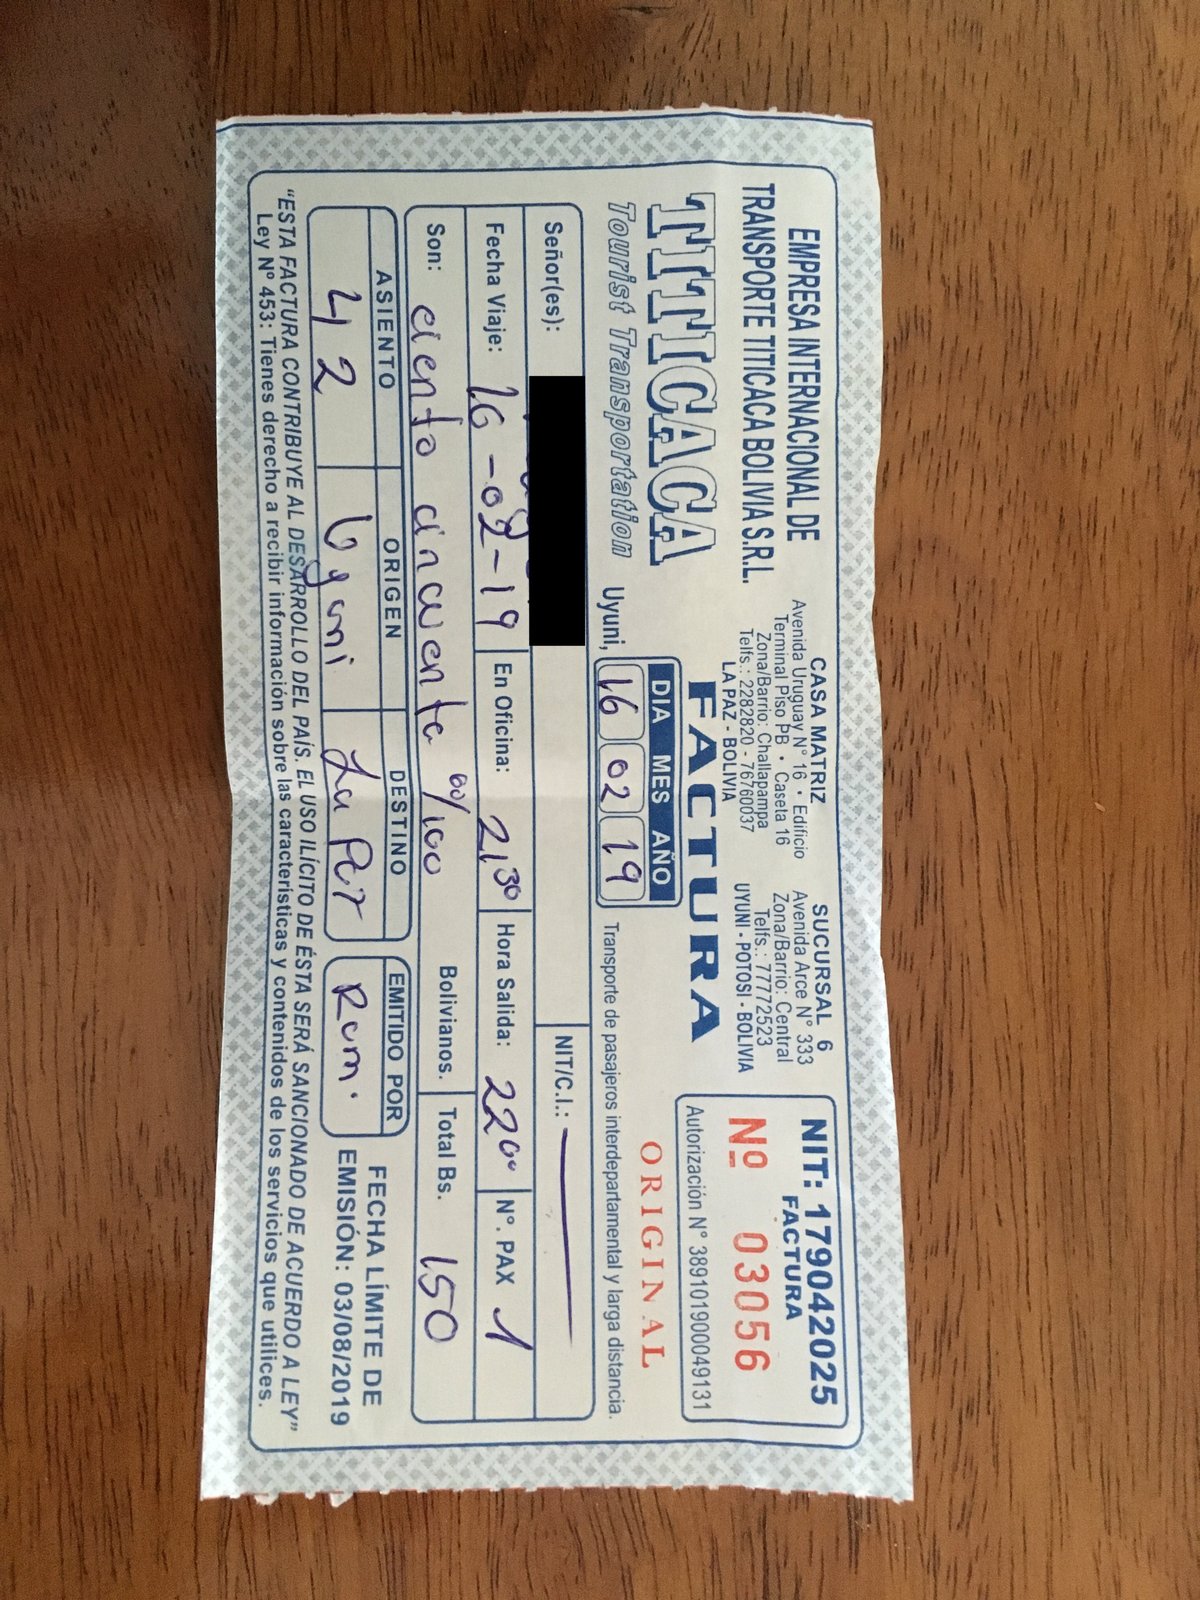 EMPRESA INTERNACIONAL DE
TRANSPORTE TITICACA BOLIVIA S.R.L.
TITICACA
Tourist Transportation
CASA MATRIZ
Avenida Uruguay N° 16 • Edificio
Terminal Piso PB • Caseta 16
Zona/Barrio: Challapampa
Telfs.: 2282820 - 76760037
LA PAZ - BOLIVIA
SUCURSAL 6
Avenida Arce N° 333
Zona/Barrio: Central
Telfs.: 77772523
UYUNI - POTOSI - BOLIVIA
NIT: 179042025
FACTURA
Nº 03056
Autorización N° 389101900049131
FACTURA
ORIGINAL
DIA MES AÑO
Uyuni, 16 02 19
Transporte de pasajeros interdepartamental y larga distancia.
Señor(es):
NIT/C.I.:
Fecha Viaje: 16-02-19 En Oficina: 21:30 Hora Salida: 22:00 N°. PAX 1
Son: ciento cincuenta 00/100 Bolivianos. Total Bs. 150
ASIENTO ORIGEN DESTINO EMITIDO POR
42 Uyuni La Paz
FECHA LÍMITE DE
EMISIÓN: 03/08/2019
"ESTA FACTURA CONTRIBUYE AL DESARROLLO DEL PAÍS. EL USO ILÍCITO DE ÉSTA SERÁ SANCIONADO DE ACUERDO A LEY"
Ley Nº 453: Tienes derecho a recibir información sobre las características y contenidos de los servicios que utilices.